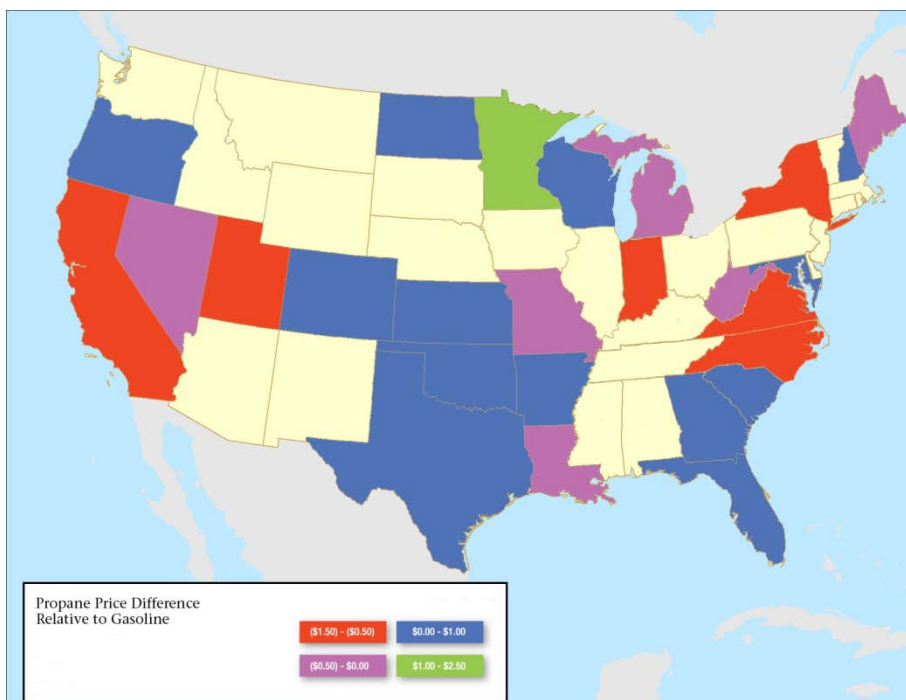 Propane Price Difference
Relative to Gasoline
($1.50) - ($0.50)
$0.00 - $1.00
($0.50) - $0.00
$1.00 - $2.50